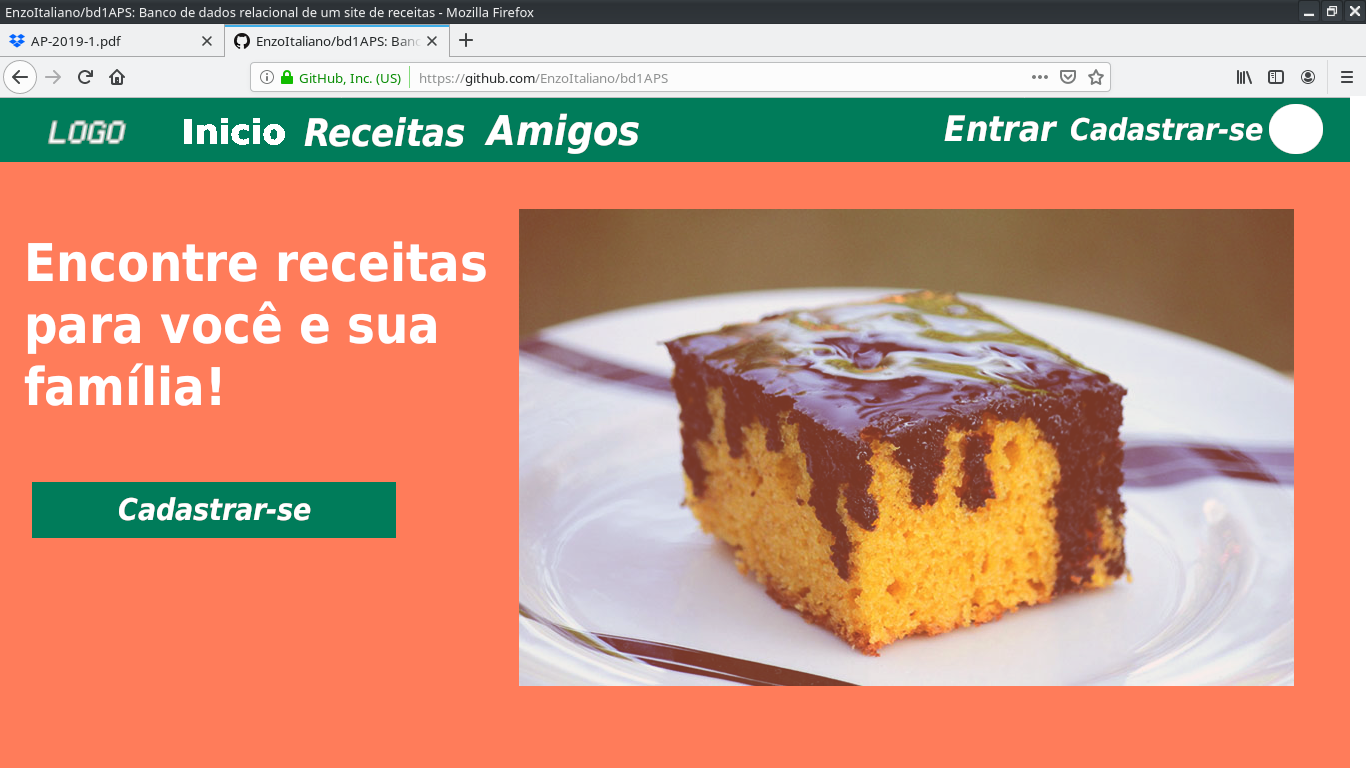 EnzoItaliano/bd1APS: Banco de dados relacional de um site de receitas - Mozilla Firefox
AP-2019-1.pdf
EnzoItaliano/bd1APS: Banc
GitHub, Inc. (US)
https://github.com/EnzoItaliano/bd1APS
LOGO
Inicio
Receitas
Amigos
Entrar
Cadastrar-se
Encontre receitas
para você e sua
família!
Cadastrar-se